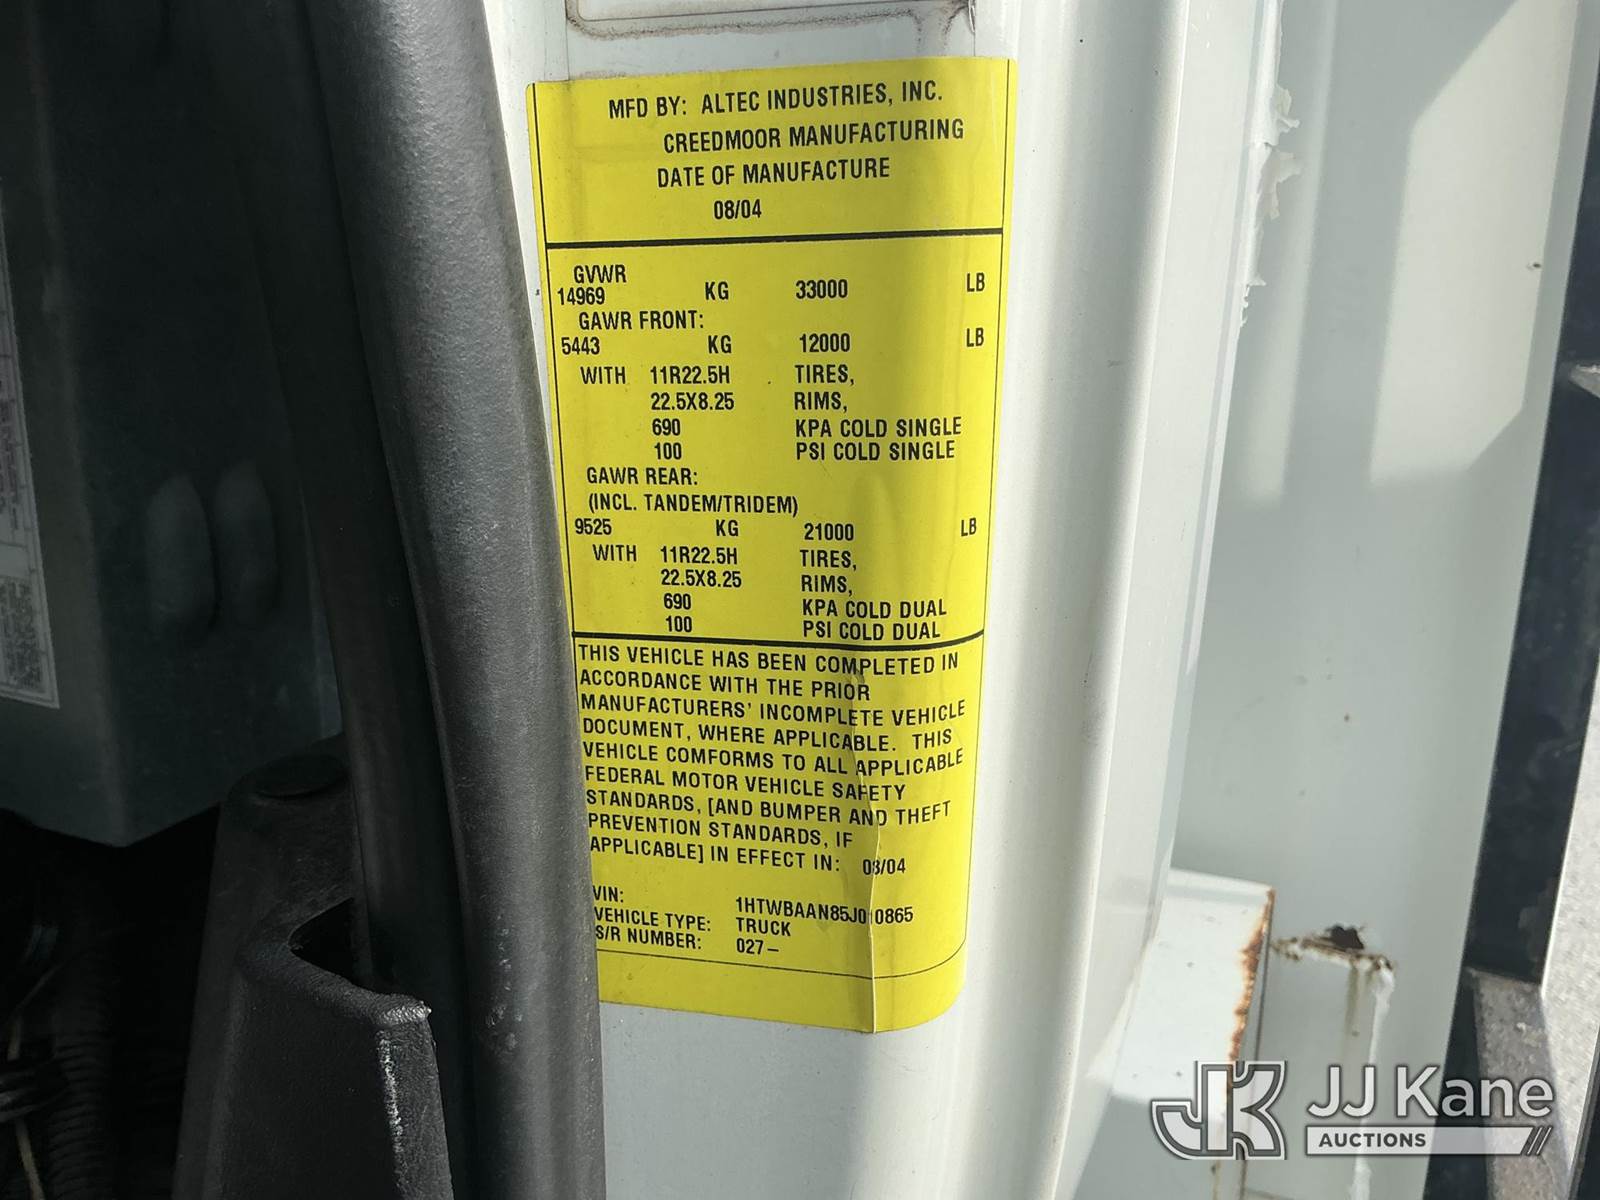 MFD BY: ALTEC INDUSTRIES, INC.
CREEDMOOR MANUFACTURING
DATE OF MANUFACTURE
08/04
GVWR
14969 KG 33000 LB
GAWR FRONT:
5443 KG 12000 LB
WITH 11R22.5H TIRES,
22.5X8.25 RIMS,
690 KPA COLD SINGLE
100 PSI COLD SINGLE
GAWR REAR:
(INCL. TANDEM/TRIDEM)
9525 KG 21000 LB
WITH 11R22.5H TIRES,
22.5X8.25 RIMS,
690 KPA COLD DUAL
100 PSI COLD DUAL
THIS VEHICLE HAS BEEN COMPLETED IN
ACCORDANCE WITH THE PRIOR
MANUFACTURERS' INCOMPLETE VEHICLE
DOCUMENT, WHERE APPLICABLE. THIS
VEHICLE COMFORMS TO ALL APPLICABLE
FEDERAL MOTOR VEHICLE SAFETY
STANDARDS, [AND BUMPER AND THEFT
PREVENTION STANDARDS, IF
APPLICABLE] IN EFFECT IN: 08/04
VIN: 1HTWBAAN85J010865
VEHICLE TYPE: TRUCK
S/R NUMBER: 027–
JK JJ Kane
AUCTIONS